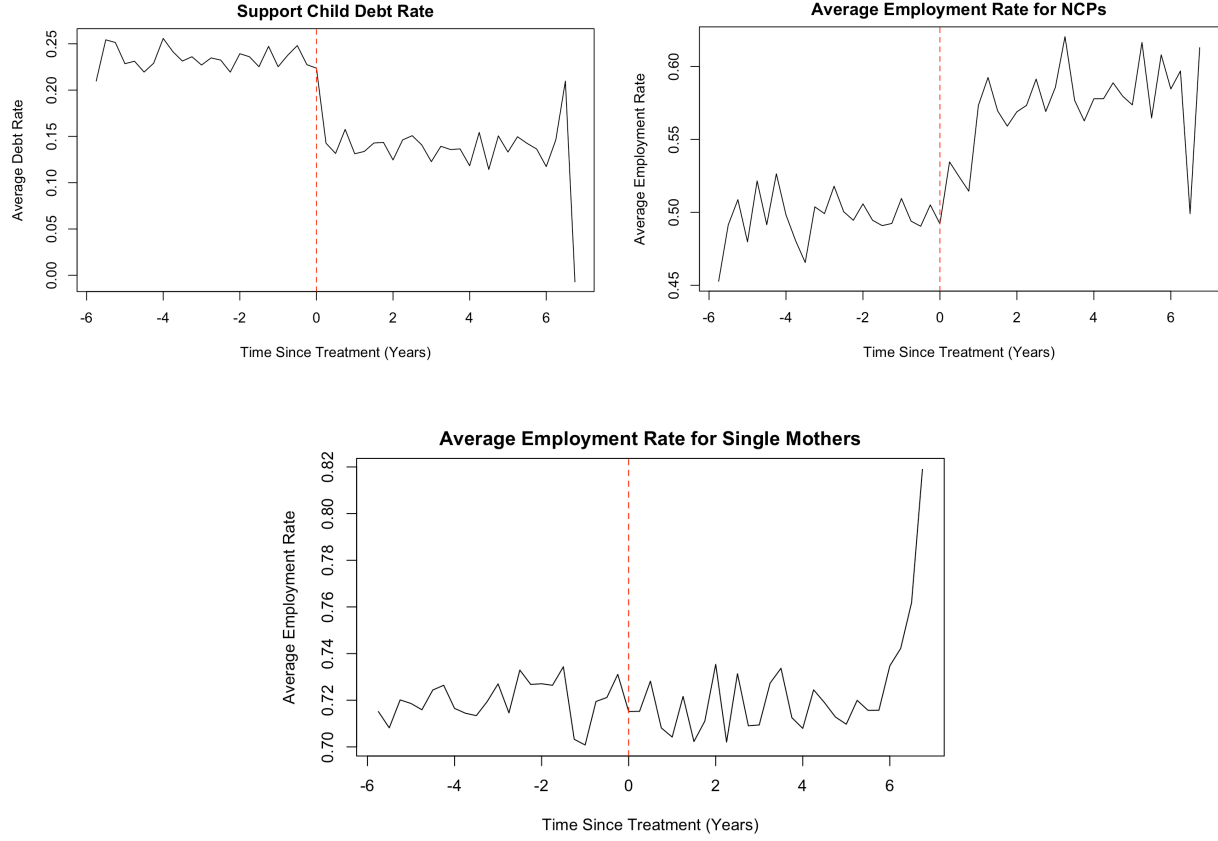 Support Child Debt Rate
Average Debt Rate
0.25
0.20
0.15
0.10
0.05
0.00
-6 -4 -2 0 2 4 6
Time Since Treatment (Years)
Average Employment Rate for NCPs
Average Employment Rate
0.60
0.55
0.50
0.45
-6 -4 -2 0 2 4 6
Time Since Treatment (Years)
Average Employment Rate for Single Mothers
Average Employment Rate
0.82
0.80
0.78
0.76
0.74
0.72
0.70
-6 -4 -2 0 2 4 6
Time Since Treatment (Years)